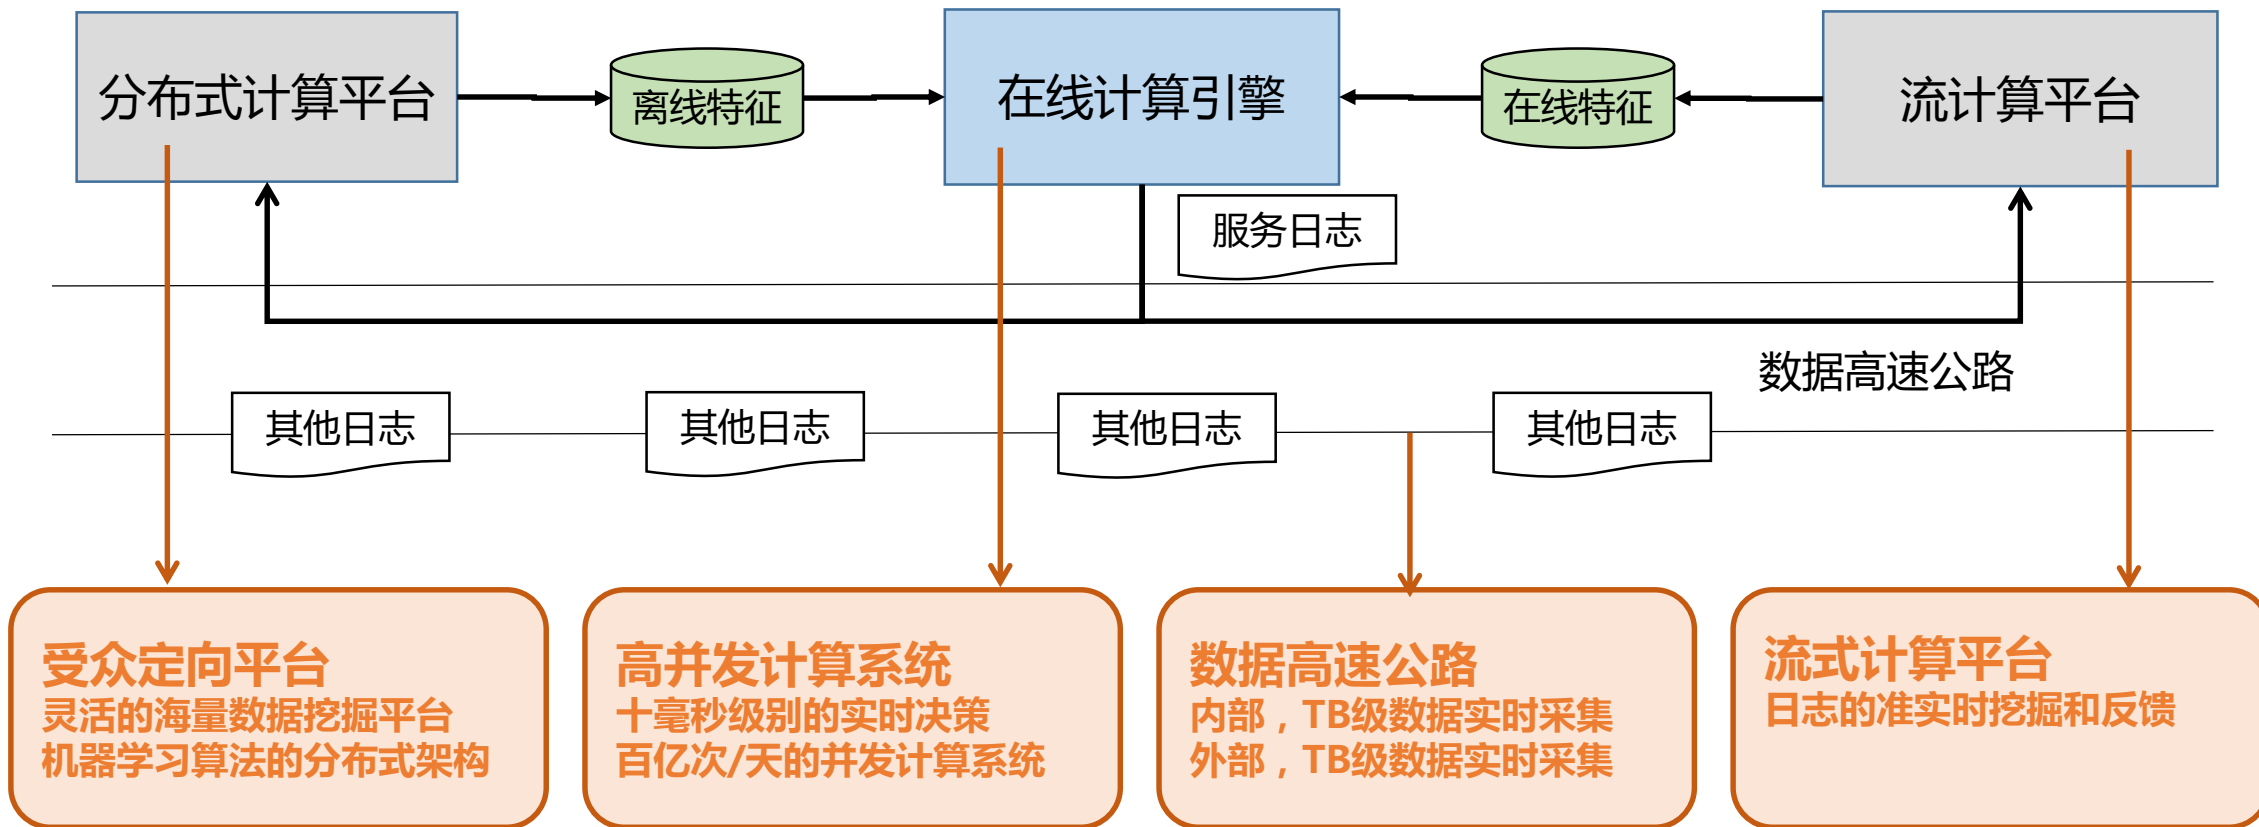 分布式计算平台
离线特征
在线计算引擎
在线特征
流计算平台
服务日志
数据高速公路
其他日志
其他日志
其他日志
其他日志
受众定向平台
灵活的海量数据挖掘平台
机器学习算法的分布式架构
高并发计算系统
十毫秒级别的实时决策
百亿次/天的并发计算系统
数据高速公路
内部，TB级数据实时采集
外部，TB级数据实时采集
流式计算平台
日志的准实时挖掘和反馈